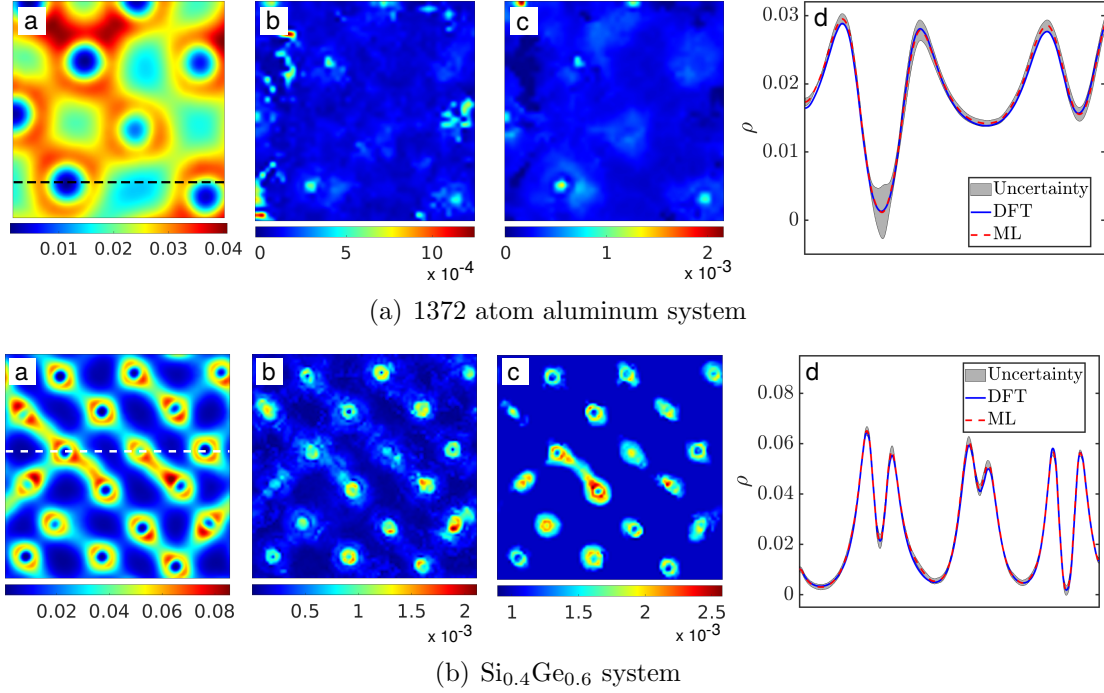 a
b
c
d
0.01 0.02 0.03 0.04
0 5 10
x 10⁻⁴
0 1 2
x 10⁻³
0.03
0.02
0.01
0
ρ
Uncertainty
DFT
ML
(a) 1372 atom aluminum system
a
b
c
d
0.02 0.04 0.06 0.08
0.5 1 1.5 2
x 10⁻³
1 1.5 2 2.5
x 10⁻³
0.08
0.06
0.04
0.02
0
ρ
Uncertainty
DFT
ML
(b) Si₀.₄Ge₀.₆ system